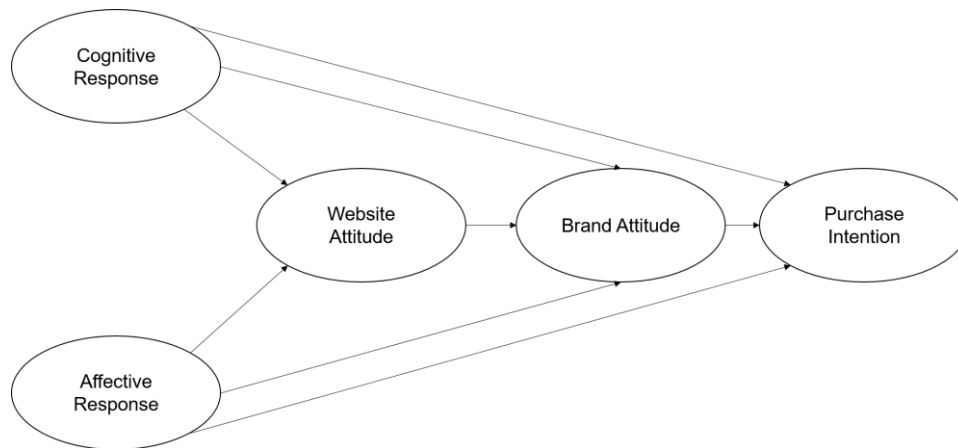 Cognitive
Response
Website
Attitude
Brand Attitude
Purchase
Intention
Affective
Response